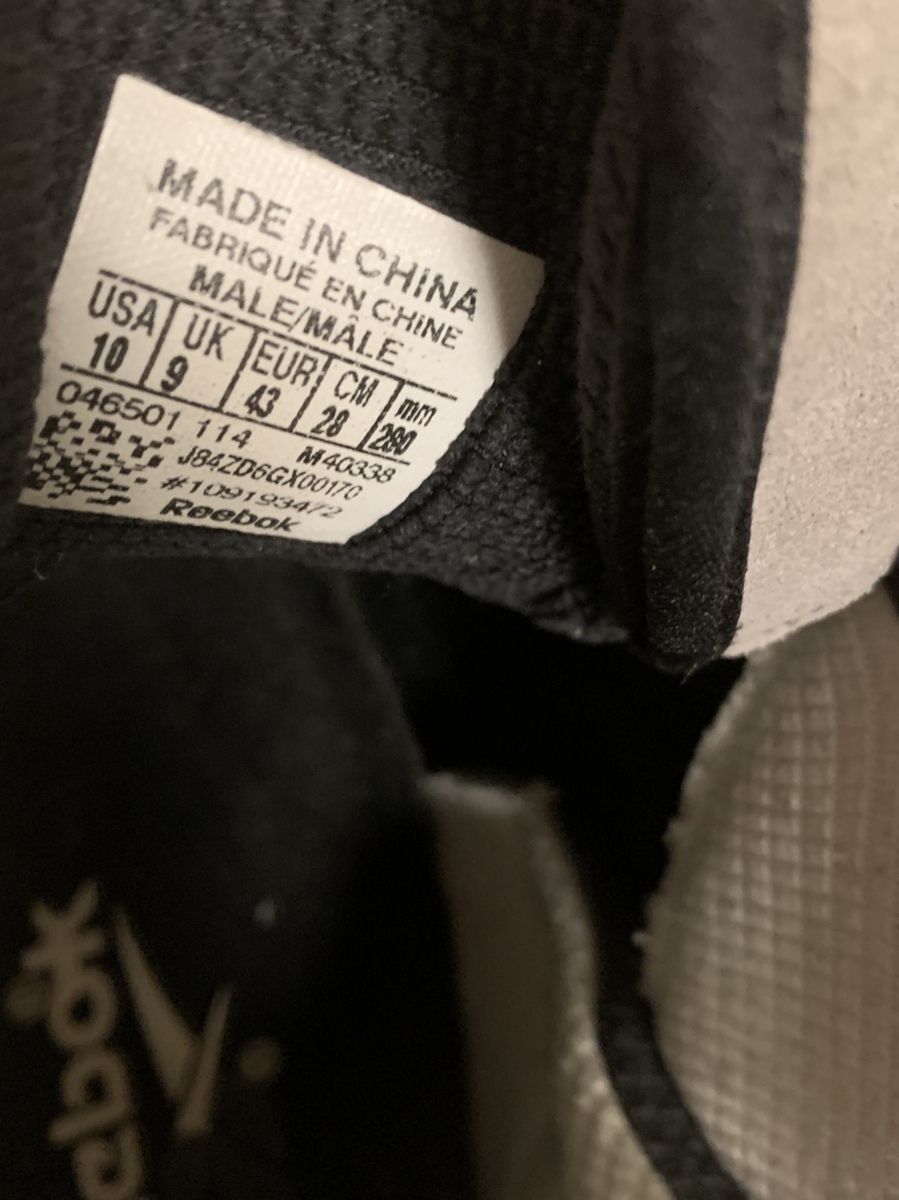 MADE IN CHINA
FABRIQUÉ EN CHINE
MALE/MÂLE
USA UK EUR CM mm
10 9 43 28 280
046501 114 M40338
J84ZD6GX00170
#109193472
Reebok